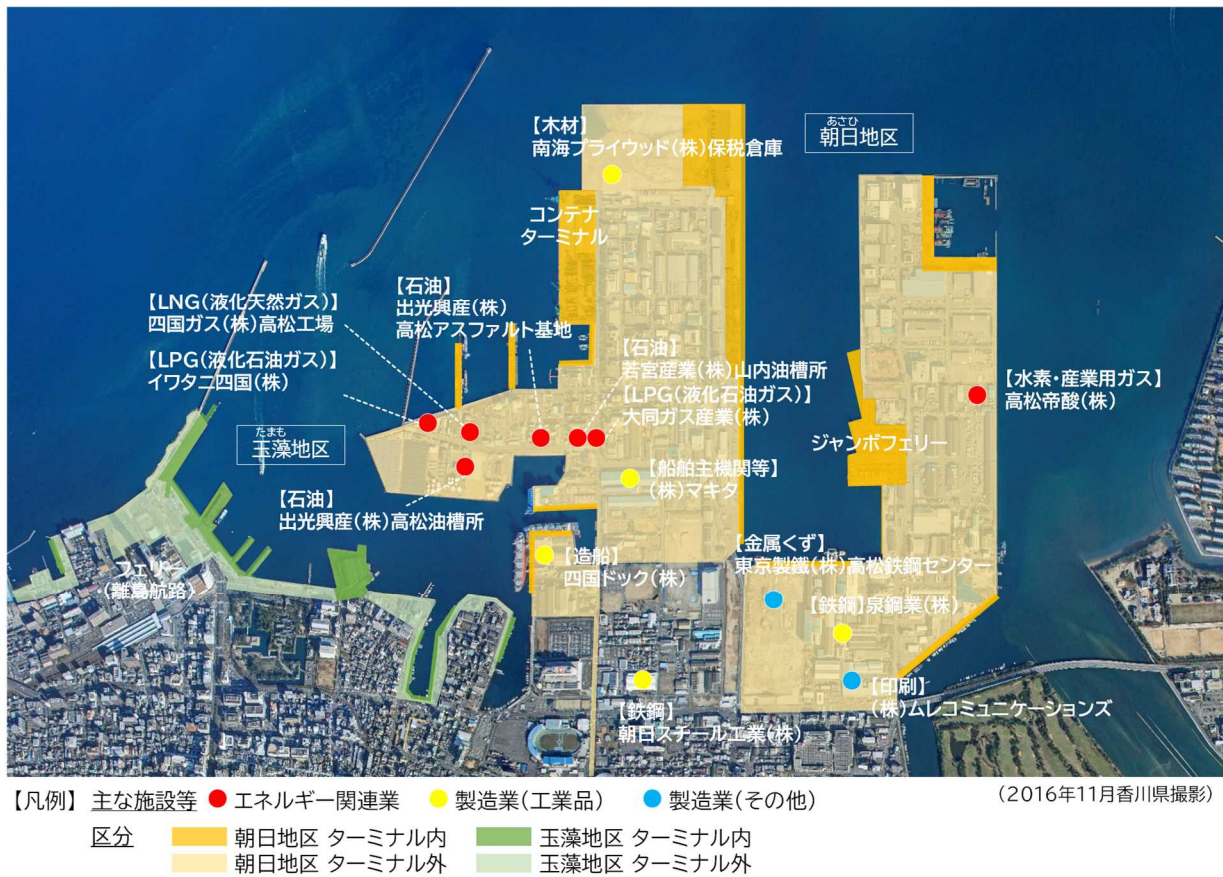 【木材】
南海プライウッド(株)保税倉庫
あさひ
朝日地区
コンテナ
ターミナル
【LNG(液化天然ガス)】
四国ガス(株)高松工場
【石油】
出光興産(株)
高松アスファルト基地
【LPG(液化石油ガス)】
イワタニ四国(株)
【石油】
若宮産業(株)山内油槽所
【LPG(液化石油ガス)】
大同ガス産業(株)
【水素・産業用ガス】
高松帝酸(株)
たまも
玉藻地区
ジャンボフェリー
【船舶主機関等】
(株)マキタ
【石油】
出光興産(株)高松油槽所
【造船】
四国ドック(株)
【金属くず】
東京製鐵(株)高松鉄鋼センター
フェリー
(離島航路)
【鉄鋼】泉鋼業(株)
【鉄鋼】
朝日スチール工業(株)
【印刷】
(株)ムレコミュニケーションズ
【凡例】 主な施設等 エネルギー関連業 製造業(工業品) 製造業(その他)
(2016年11月香川県撮影)
区分 朝日地区 ターミナル内 玉藻地区 ターミナル内
朝日地区 ターミナル外 玉藻地区 ターミナル外